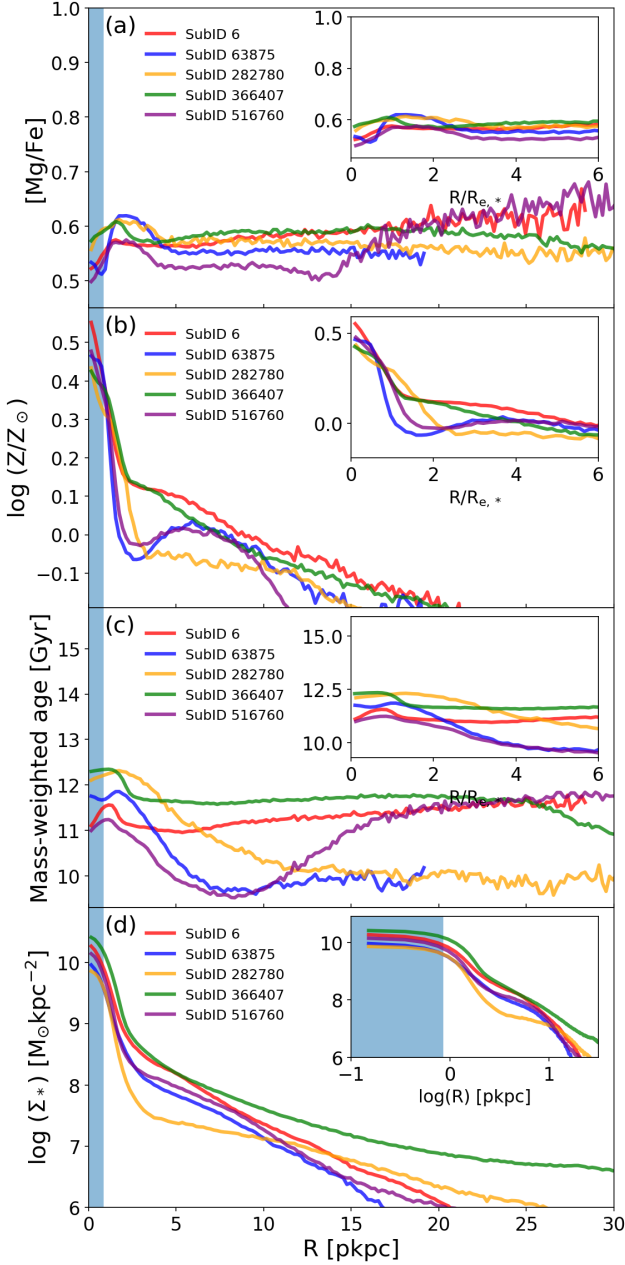 (a)
SubID 6
SubID 63875
SubID 282780
SubID 366407
SubID 516760
[Mg/Fe]
1.0
0.9
0.8
0.7
0.6
0.5
1.0
0.8
0.6
0 2 4 6
R/Re, *
(b)
SubID 6
SubID 63875
SubID 282780
SubID 366407
SubID 516760
log (Z/Z⊙)
0.5
0.4
0.3
0.2
0.1
0.0
−0.1
0.5
0.0
0 2 4 6
R/Re, *
(c)
SubID 6
SubID 63875
SubID 282780
SubID 366407
SubID 516760
Mass-weighted age [Gyr]
15
14
13
12
11
10
15.0
12.5
10.0
0 2 4 6
R/Re, *
(d)
SubID 6
SubID 63875
SubID 282780
SubID 366407
SubID 516760
log (Σ*) [M⊙kpc−2]
10
9
8
7
6
10
8
6
−1 0 1
log(R) [pkpc]
0 5 10 15 20 25 30
R [pkpc]